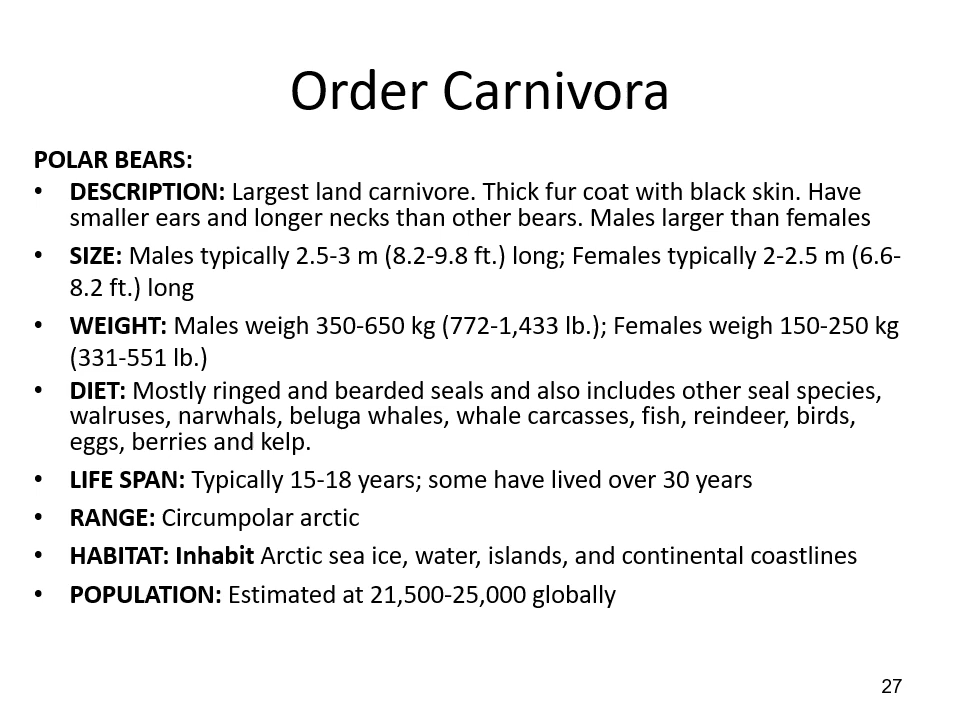 Order Carnivora
POLAR BEARS:
• DESCRIPTION: Largest land carnivore. Thick fur coat with black skin. Have
smaller ears and longer necks than other bears. Males larger than females
• SIZE: Males typically 2.5-3 m (8.2-9.8 ft.) long; Females typically 2-2.5 m (6.6-
8.2 ft.) long
• WEIGHT: Males weigh 350-650 kg (772-1,433 lb.); Females weigh 150-250 kg
(331-551 lb.)
• DIET: Mostly ringed and bearded seals and also includes other seal species,
walruses, narwhals, beluga whales, whale carcasses, fish, reindeer, birds,
eggs, berries and kelp.
• LIFE SPAN: Typically 15-18 years; some have lived over 30 years
• RANGE: Circumpolar arctic
• HABITAT: Inhabit Arctic sea ice, water, islands, and continental coastlines
• POPULATION: Estimated at 21,500-25,000 globally
27